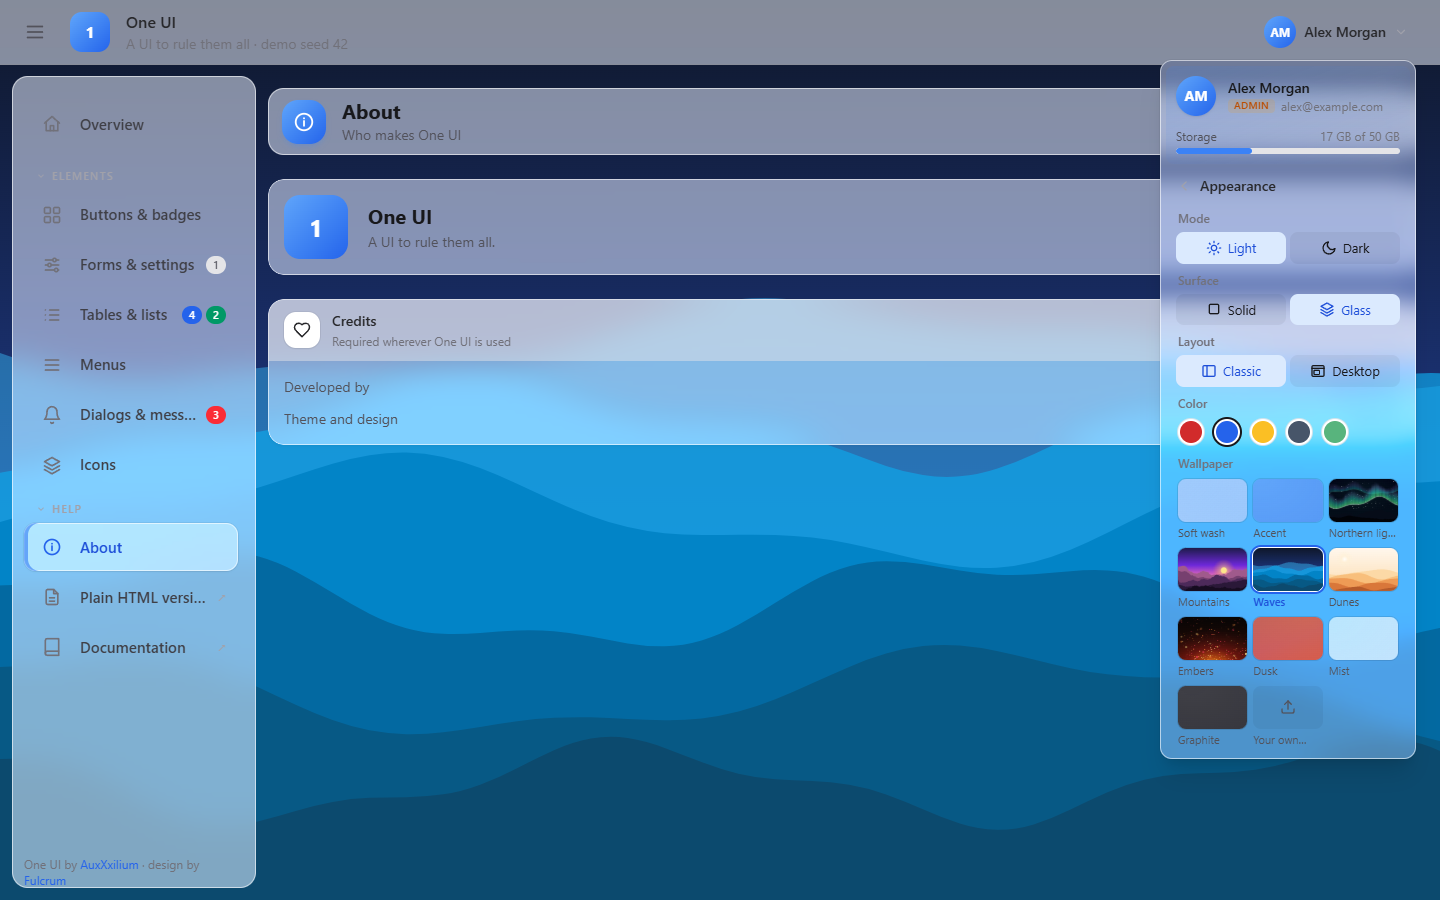 1
One UI
A UI to rule them all · demo seed 42
AM
Alex Morgan
Overview
ELEMENTS
Buttons & badges
Forms & settings
1
Tables & lists
4
2
Menus
Dialogs & mess...
3
Icons
HELP
About
Plain HTML versi...
Documentation
One UI by AuxXxilium · design by
Fulcrum
About
Who makes One UI
1
One UI
A UI to rule them all.
Credits
Required wherever One UI is used
Developed by
Theme and design
AM
Alex Morgan
ADMIN
alex@example.com
Storage
17 GB of 50 GB
Appearance
Mode
Light
Dark
Surface
Solid
Glass
Layout
Classic
Desktop
Color
Wallpaper
Soft wash
Accent
Northern lig...
Mountains
Waves
Dunes
Embers
Dusk
Mist
Graphite
Your own...